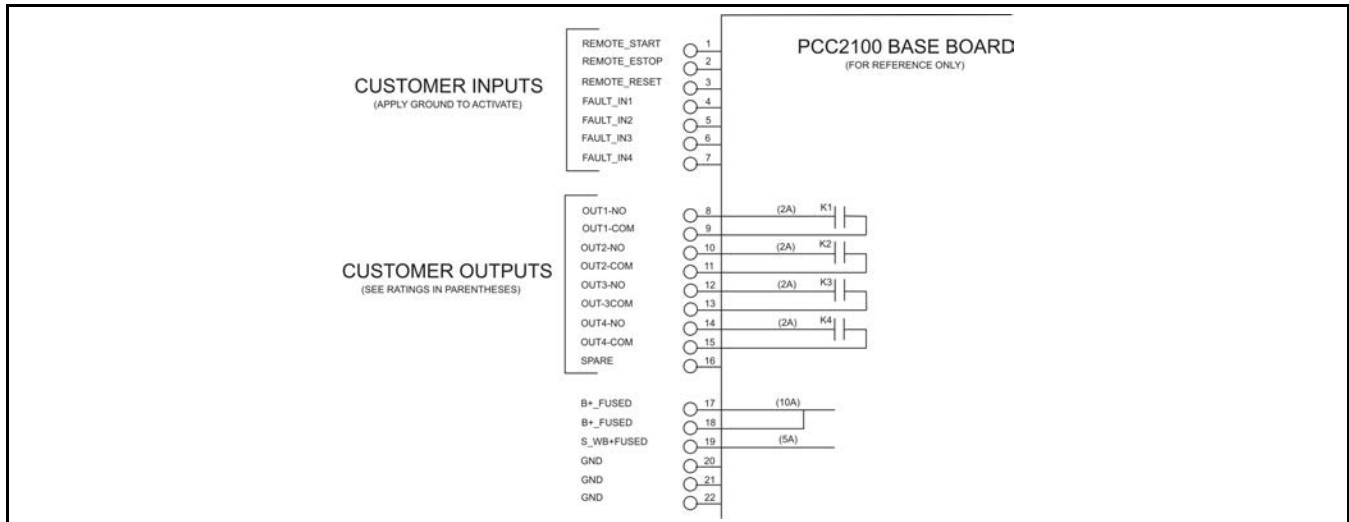 PCC2100 BASE BOARD
(FOR REFERENCE ONLY)
CUSTOMER INPUTS
(APPLY GROUND TO ACTIVATE)
REMOTE_START 1
REMOTE_ESTOP 2
REMOTE_RESET 3
FAULT_IN1 4
FAULT_IN2 5
FAULT_IN3 6
FAULT_IN4 7
CUSTOMER OUTPUTS
(SEE RATINGS IN PARENTHESES)
OUT1-NO 8 (2A) K1
OUT1-COM 9
OUT2-NO 10 (2A) K2
OUT2-COM 11
OUT3-NO 12 (2A) K3
OUT-3COM 13
OUT4-NO 14 (2A) K4
OUT4-COM 15
SPARE 16
B+_FUSED 17 (10A)
B+_FUSED 18
S_WB+FUSED 19 (5A)
GND 20
GND 21
GND 22